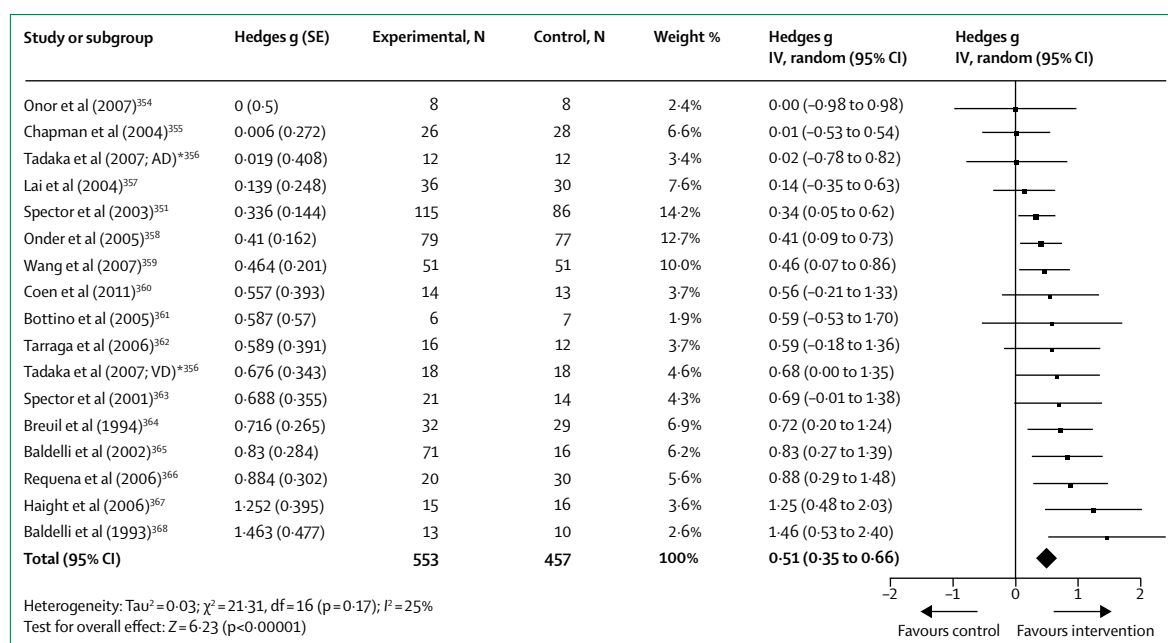 Study or subgroup Hedges g (SE) Experimental, N Control, N Weight % Hedges g Hedges g
IV, random (95% CI) IV, random (95% CI)
Onor et al (2007)354 0 (0·5) 8 8 2·4% 0·00 (–0·98 to 0·98)
Chapman et al (2004)355 0·006 (0·272) 26 28 6·6% 0·01 (–0·53 to 0·54)
Tadaka et al (2007; AD)*356 0·019 (0·408) 12 12 3·4% 0·02 (–0·78 to 0·82)
Lai et al (2004)357 0·139 (0·248) 36 30 7·6% 0·14 (–0·35 to 0·63)
Spector et al (2003)351 0·336 (0·144) 115 86 14·2% 0·34 (0·05 to 0·62)
Onder et al (2005)358 0·41 (0·162) 79 77 12·7% 0·41 (0·09 to 0·73)
Wang et al (2007)359 0·464 (0·201) 51 51 10·0% 0·46 (0·07 to 0·86)
Coen et al (2011)360 0·557 (0·393) 14 13 3·7% 0·56 (–0·21 to 1·33)
Bottino et al (2005)361 0·587 (0·57) 6 7 1·9% 0·59 (–0·53 to 1·70)
Tarraga et al (2006)362 0·589 (0·391) 16 12 3·7% 0·59 (–0·18 to 1·36)
Tadaka et al (2007; VD)*356 0·676 (0·343) 18 18 4·6% 0·68 (0·00 to 1·35)
Spector et al (2001)363 0·688 (0·355) 21 14 4·3% 0·69 (–0·01 to 1·38)
Breuil et al (1994)364 0·716 (0·265) 32 29 6·9% 0·72 (0·20 to 1·24)
Baldelli et al (2002)365 0·83 (0·284) 71 16 6·2% 0·83 (0·27 to 1·39)
Requena et al (2006)366 0·884 (0·302) 20 30 5·6% 0·88 (0·29 to 1·48)
Haight et al (2006)367 1·252 (0·395) 15 16 3·6% 1·25 (0·48 to 2·03)
Baldelli et al (1993)368 1·463 (0·477) 13 10 2·6% 1·46 (0·53 to 2·40)
Total (95% CI) 553 457 100% 0·51 (0·35 to 0·66)
–2 –1 0 1 2
Heterogeneity: Tau²=0·03; χ²=21·31, df=16 (p=0·17); I²=25%
Test for overall effect: Z=6·23 (p<0·00001)
Favours control Favours intervention